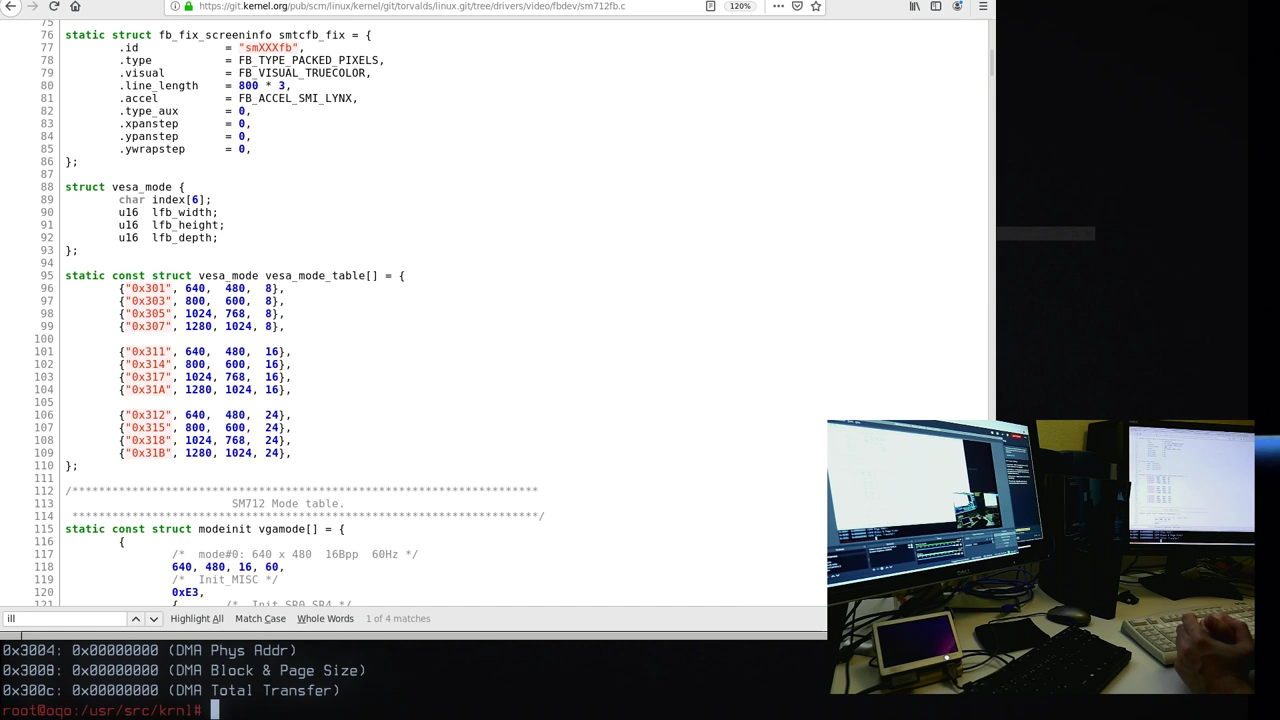 https://git.kernel.org/pub/scm/linux/kernel/git/torvalds/linux.git/tree/drivers/video/fbdev/sm712fb.c
120%
75
76 static struct fb_fix_screeninfo smtcfb_fix = {
77 .id = "smXXXfb",
78 .type = FB_TYPE_PACKED_PIXELS,
79 .visual = FB_VISUAL_TRUECOLOR,
80 .line_length = 800 * 3,
81 .accel = FB_ACCEL_SMI_LYNX,
82 .type_aux = 0,
83 .xpanstep = 0,
84 .ypanstep = 0,
85 .ywrapstep = 0,
86 };
87
88 struct vesa_mode {
89 char index[6];
90 u16 lfb_width;
91 u16 lfb_height;
92 u16 lfb_depth;
93 };
94
95 static const struct vesa_mode vesa_mode_table[] = {
96 {"0x301", 640, 480, 8},
97 {"0x303", 800, 600, 8},
98 {"0x305", 1024, 768, 8},
99 {"0x307", 1280, 1024, 8},
100
101 {"0x311", 640, 480, 16},
102 {"0x314", 800, 600, 16},
103 {"0x317", 1024, 768, 16},
104 {"0x31A", 1280, 1024, 16},
105
106 {"0x312", 640, 480, 24},
107 {"0x315", 800, 600, 24},
108 {"0x318", 1024, 768, 24},
109 {"0x31B", 1280, 1024, 24},
110 };
111
112 /**********************************************************************
113 SM712 Mode table.
114 **********************************************************************/
115 static const struct modeinit vgamode[] = {
116 {
117 /* mode#0: 640 x 480 16Bpp 60Hz */
118 640, 480, 16, 60,
119 /* Init_MISC */
120 0xE3,
121 { /* Init_SR0_SR4 */
ill
Highlight All Match Case Whole Words 1 of 4 matches
0x3004: 0x00000000 (DMA Phys Addr)
0x3008: 0x00000000 (DMA Block & Page Size)
0x300c: 0x00000000 (DMA Total Transfer)
root@oqo:/usr/src/krnl#